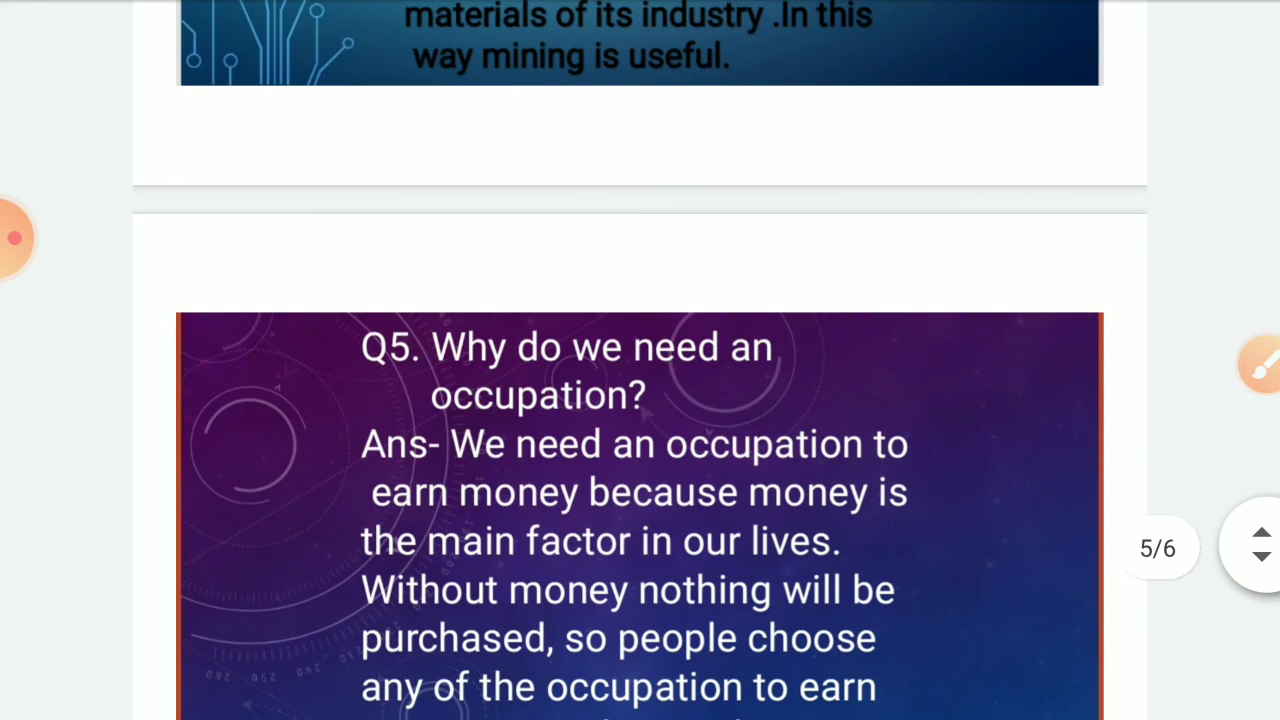 materials of its industry .In this
way mining is useful.
Q5. Why do we need an
occupation?
Ans- We need an occupation to
earn money because money is
the main factor in our lives.
Without money nothing will be
purchased, so people choose
any of the occupation to earn
5/6